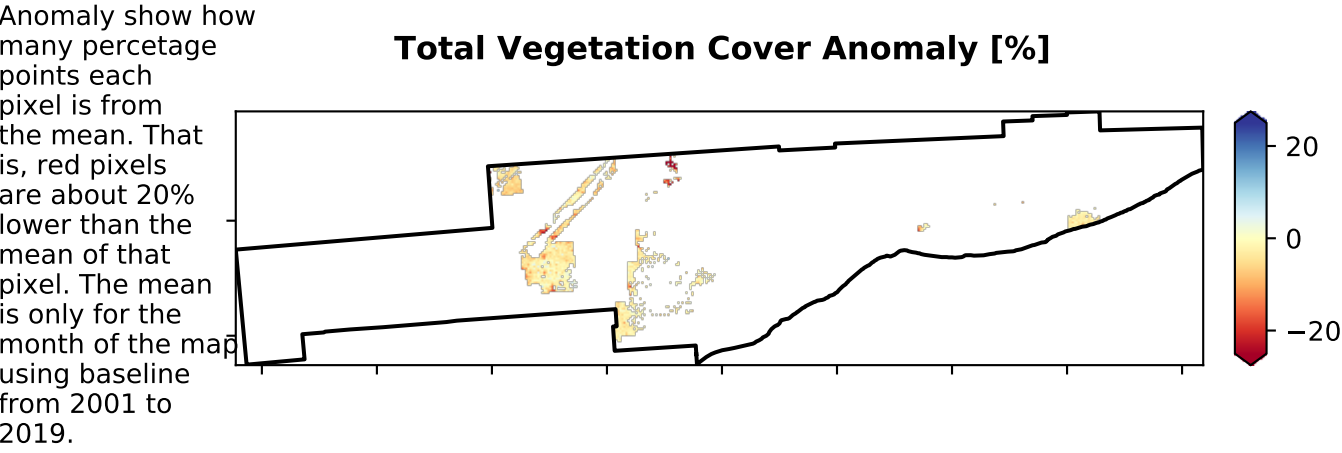 Anomaly show how
many percetage
points each
pixel is from
the mean. That
is, red pixels
are about 20%
lower than the
mean of that
pixel. The mean
is only for the
month of the map
using baseline
from 2001 to
2019.
Total Vegetation Cover Anomaly [%]
20
0
−20